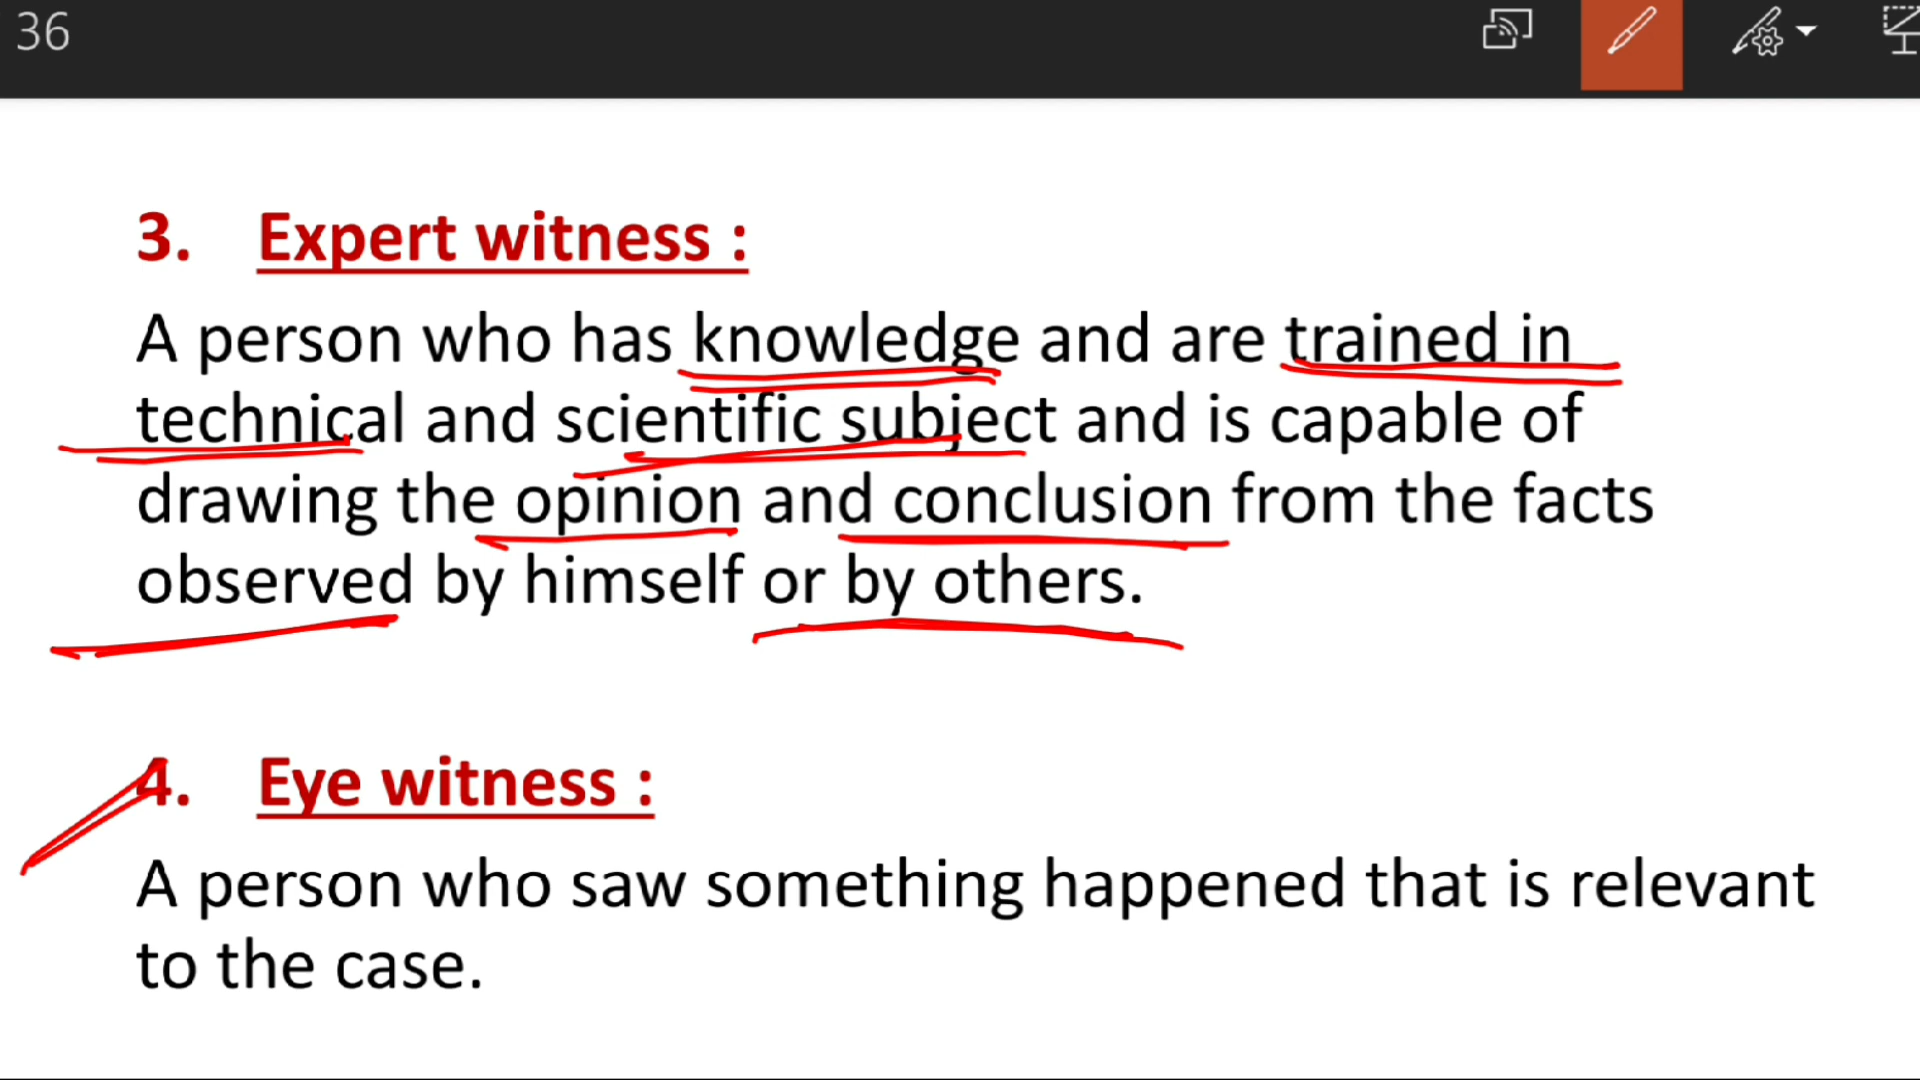 36
3. Expert witness :
A person who has knowledge and are trained in
technical and scientific subject and is capable of
drawing the opinion and conclusion from the facts
observed by himself or by others.
4. Eye witness :
A person who saw something happened that is relevant
to the case.